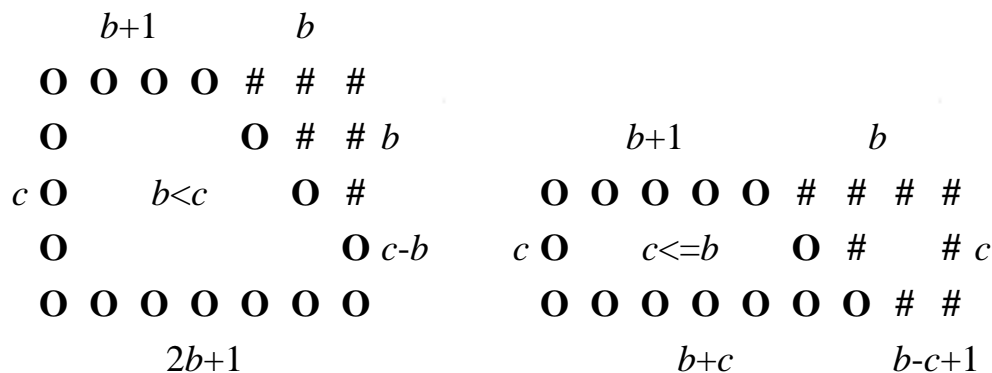 b+1 b
O O O O # # #
O O # # b b+1 b
c O b<c O # O O O O O # # # #
O O c-b c O c<=b O # # c
O O O O O O O O O O O O O O # #
2b+1 b+c b-c+1